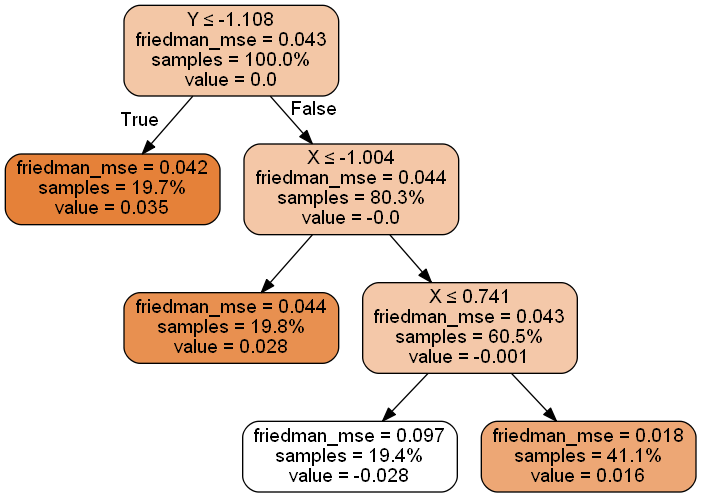 Y ≤ -1.108
friedman_mse = 0.043
samples = 100.0%
value = 0.0
True
False
friedman_mse = 0.042
samples = 19.7%
value = 0.035
X ≤ -1.004
friedman_mse = 0.044
samples = 80.3%
value = -0.0
friedman_mse = 0.044
samples = 19.8%
value = 0.028
X ≤ 0.741
friedman_mse = 0.043
samples = 60.5%
value = -0.001
friedman_mse = 0.097
samples = 19.4%
value = -0.028
friedman_mse = 0.018
samples = 41.1%
value = 0.016